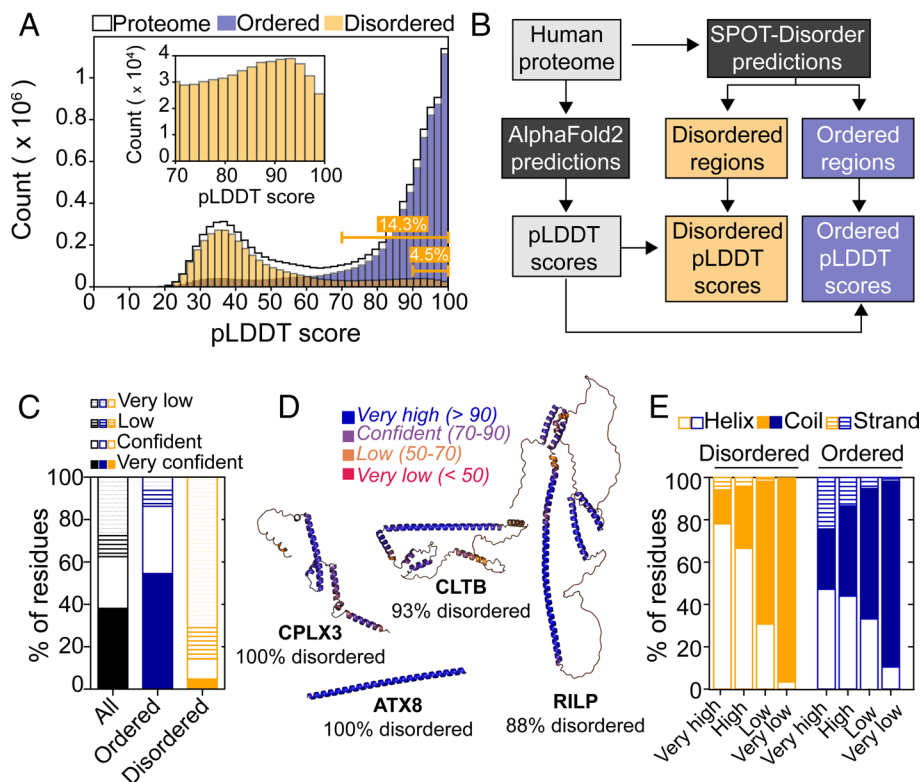 A
Proteome Ordered Disordered
Count ( x 10⁶)
1
0.8
0.6
0.4
0.2
0
0 10 20 30 40 50 60 70 80 90 100
pLDDT score
14.3%
4.5%
Count ( x 10⁴)
4
3
2
1
0
70 80 90 100
pLDDT score
B
Human
proteome
SPOT-Disorder
predictions
AlphaFold2
predictions
Disordered
regions
Ordered
regions
pLDDT
scores
Disordered
pLDDT
scores
Ordered
pLDDT
scores
C
Very low
Low
Confident
Very confident
% of residues
100
80
60
40
20
0
All
Ordered
Disordered
D
Very high (> 90)
Confident (70-90)
Low (50-70)
Very low (< 50)
CPLX3
100% disordered
CLTB
93% disordered
ATX8
100% disordered
RILP
88% disordered
E
Helix Coil Strand
Disordered Ordered
% of residues
100
80
60
40
20
0
Very high
High
Low
Very low
Very high
High
Low
Very low